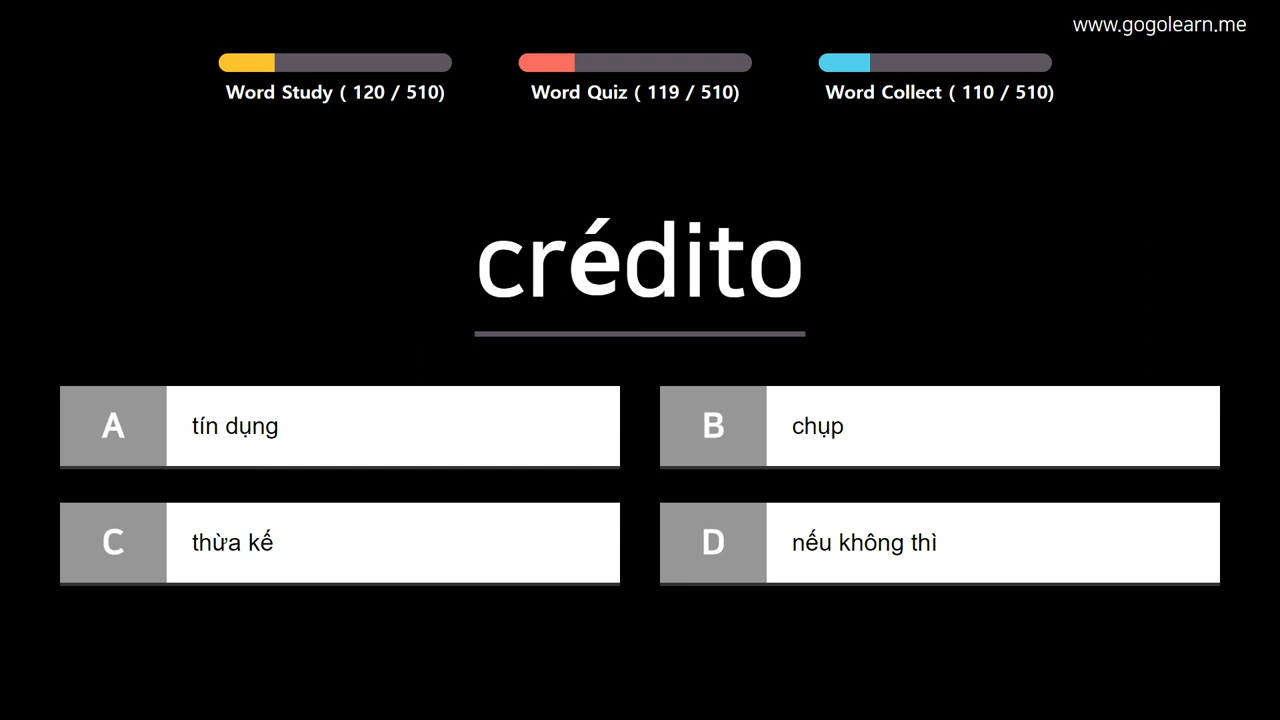 www.gogolearn.me
Word Study ( 120 / 510)
Word Quiz ( 119 / 510)
Word Collect ( 110 / 510)
crédito
A
tín dụng
B
chụp
C
thừa kế
D
nếu không thì